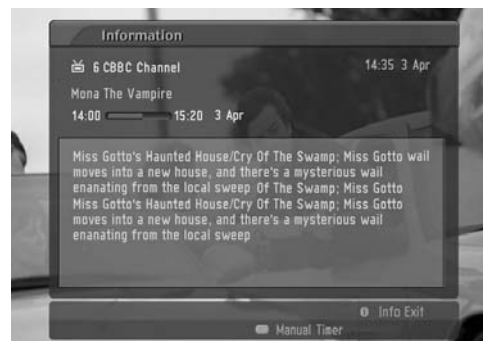 Information
6 CBBC Channel 14:35 3 Apr
Mona The Vampire
14:00 15:20 3 Apr
Miss Gotto's Haunted House/Cry Of The Swamp; Miss Gotto wail
moves into a new house, and there's a mysterious wail
enanating from the local sweep Of The Swamp; Miss Gotto
Miss Gotto's Haunted House/Cry Of The Swamp; Miss Gotto
moves into a new house, and there's a mysterious wail
enanating from the local sweep
i Info Exit
Manual Timer